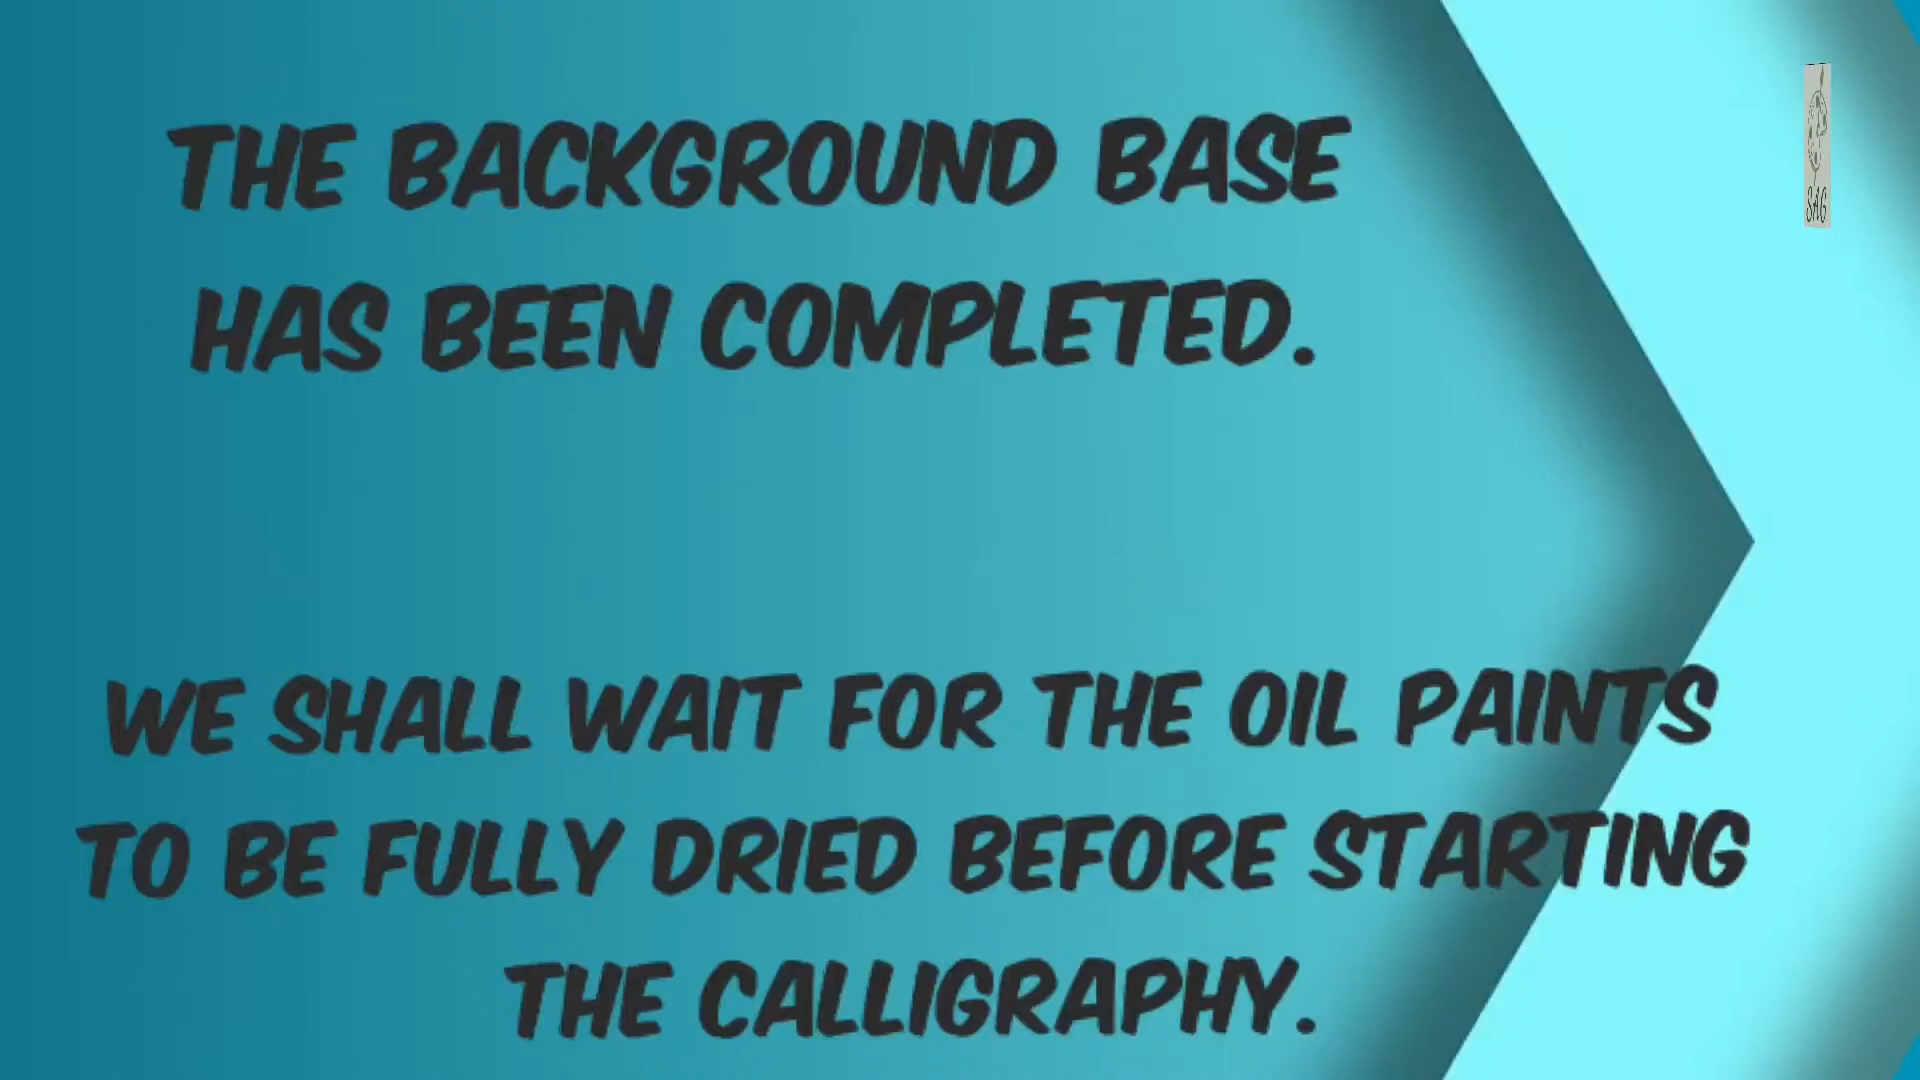 THE BACKGROUND BASE
HAS BEEN COMPLETED.
WE SHALL WAIT FOR THE OIL PAINTS
TO BE FULLY DRIED BEFORE STARTING
THE CALLIGRAPHY.
SAG